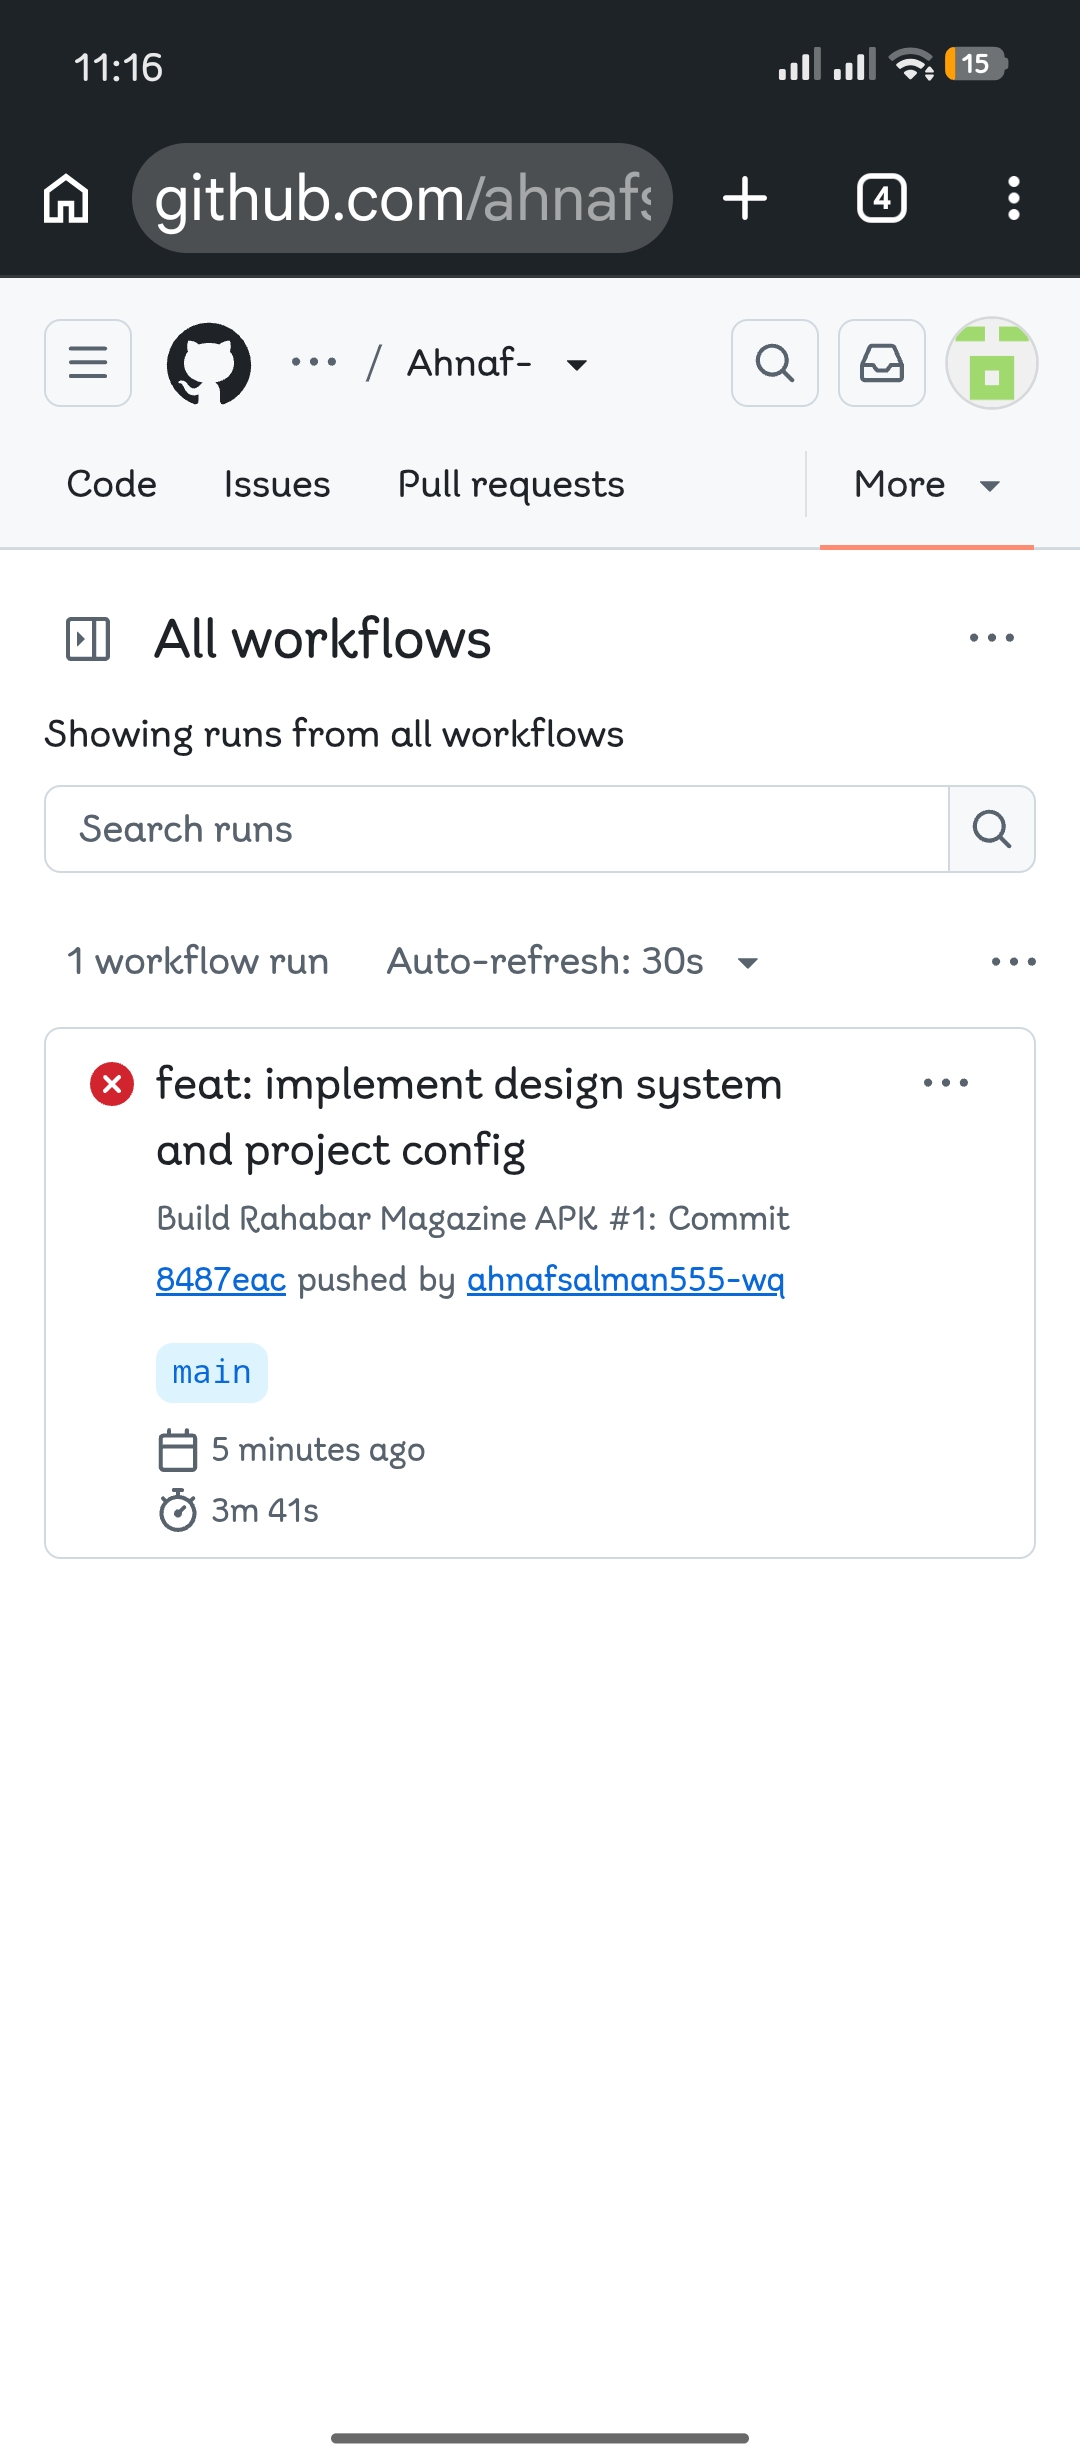 11:16
15
github.com/ahnafs
4
/ Ahnaf-
Code Issues Pull requests More
All workflows
Showing runs from all workflows
Search runs
1 workflow run Auto-refresh: 30s
feat: implement design system
and project config
Build Rahabar Magazine APK #1: Commit
8487eac pushed by ahnafsalman555-wq
main
5 minutes ago
3m 41s